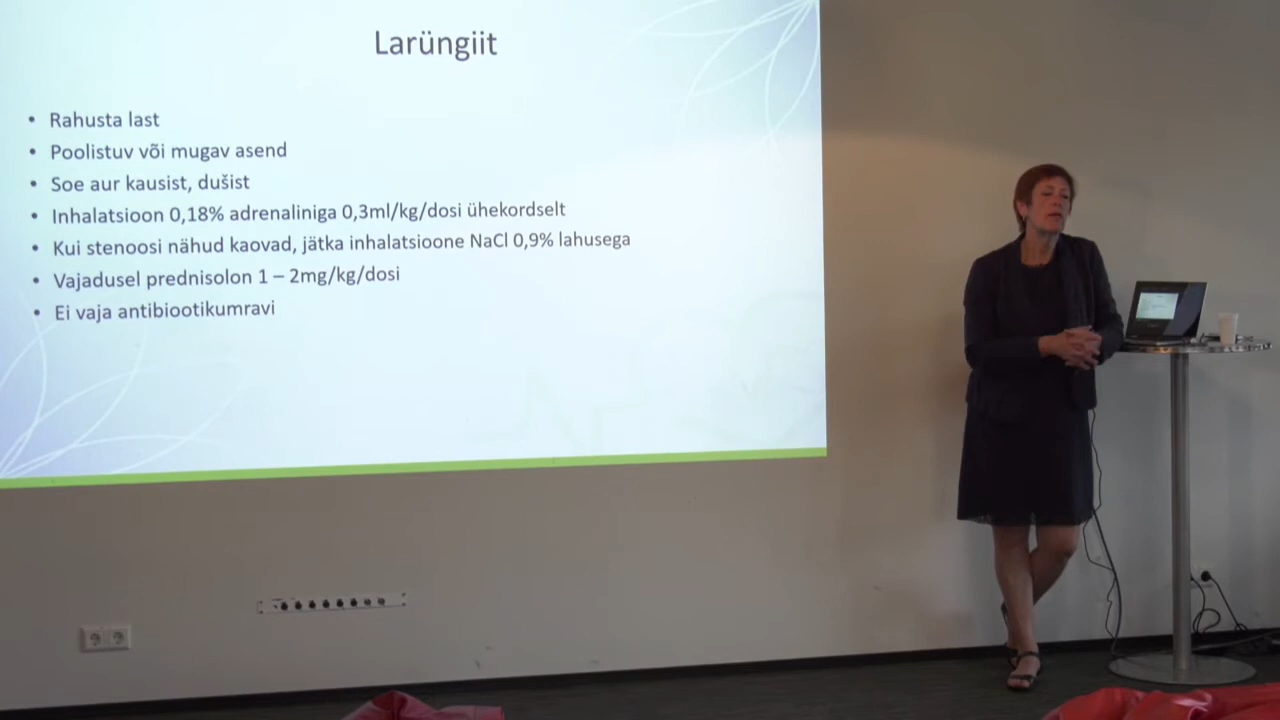 Larüngiit
• Rahusta last
• Poolistuv või mugav asend
• Soe aur kausist, dušist
• Inhalatsioon 0,18% adrenaliniga 0,3ml/kg/dosi ühekordselt
• Kui stenoosi nähud kaovad, jätka inhalatsioone NaCl 0,9% lahusega
• Vajadusel prednisolon 1 – 2mg/kg/dosi
• Ei vaja antibiootikumravi